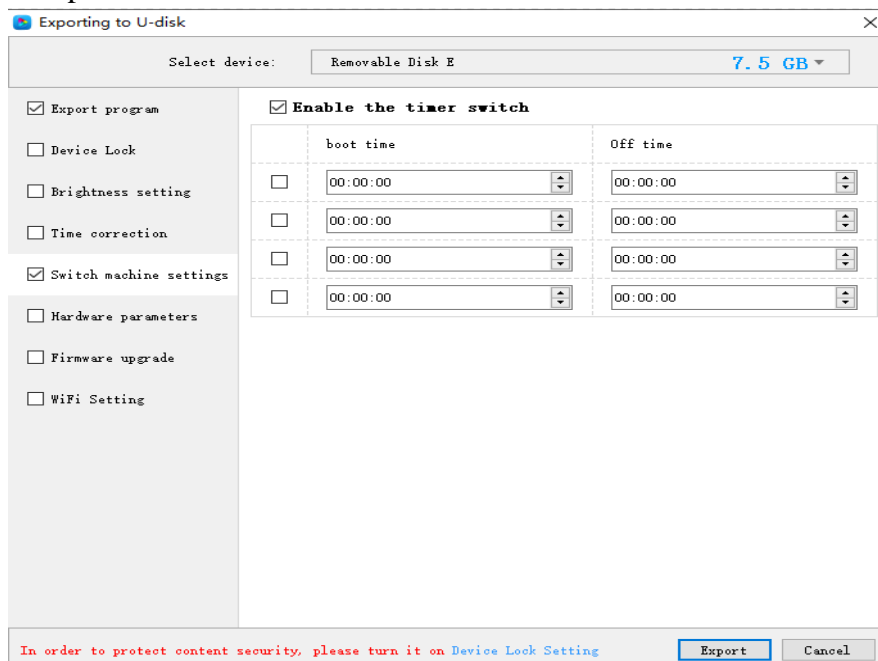 Exporting to U-disk
Select device: Removable Disk E 7.5 GB
Export program
Device Lock
Brightness setting
Time correction
Switch machine settings
Hardware parameters
Firmware upgrade
WiFi Setting
Enable the timer switch
boot time Off time
00:00:00 00:00:00
00:00:00 00:00:00
00:00:00 00:00:00
00:00:00 00:00:00
In order to protect content security, please turn it on Device Lock Setting
Export Cancel